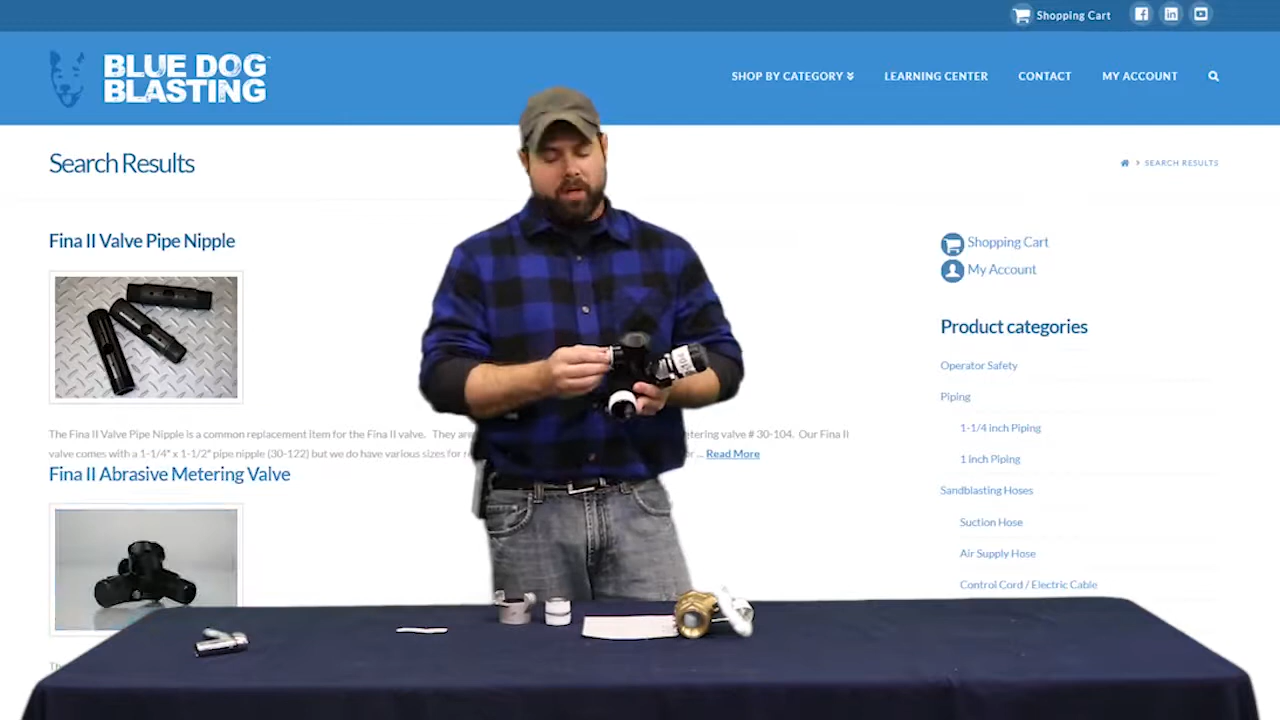 Shopping Cart
BLUE DOG
BLASTING
SHOP BY CATEGORY
LEARNING CENTER
CONTACT
MY ACCOUNT
Search Results
SEARCH RESULTS
Fina II Valve Pipe Nipple
The Fina II Valve Pipe Nipple is a common replacement item for the Fina II valve. They are etering valve # 30-104. Our Fina II
valve comes with a 1-1/4" x 1-1/2" pipe nipple (30-122) but we do have various sizes for or ... Read More
Fina II Abrasive Metering Valve
Shopping Cart
My Account
Product categories
Operator Safety
Piping
1-1/4 inch Piping
1 inch Piping
Sandblasting Hoses
Suction Hose
Air Supply Hose
Control Cord / Electric Cable